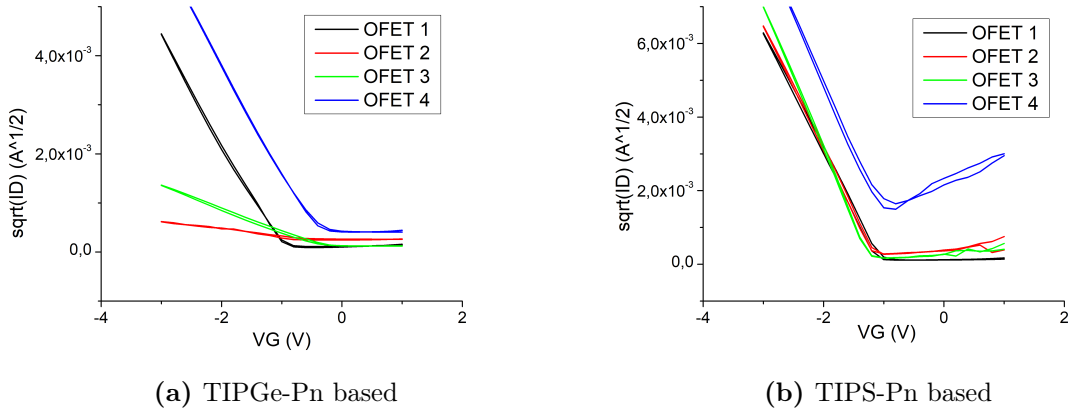 OFET 1
OFET 2
OFET 3
OFET 4
4,0x10⁻³
2,0x10⁻³
0,0
sqrt(ID) (A^1/2)
-4 -2 0 2
VG (V)
(a) TIPGe-Pn based
OFET 1
OFET 2
OFET 3
OFET 4
6,0x10⁻³
4,0x10⁻³
2,0x10⁻³
0,0
sqrt(ID) (A^1/2)
-4 -2 0 2
VG (V)
(b) TIPS-Pn based